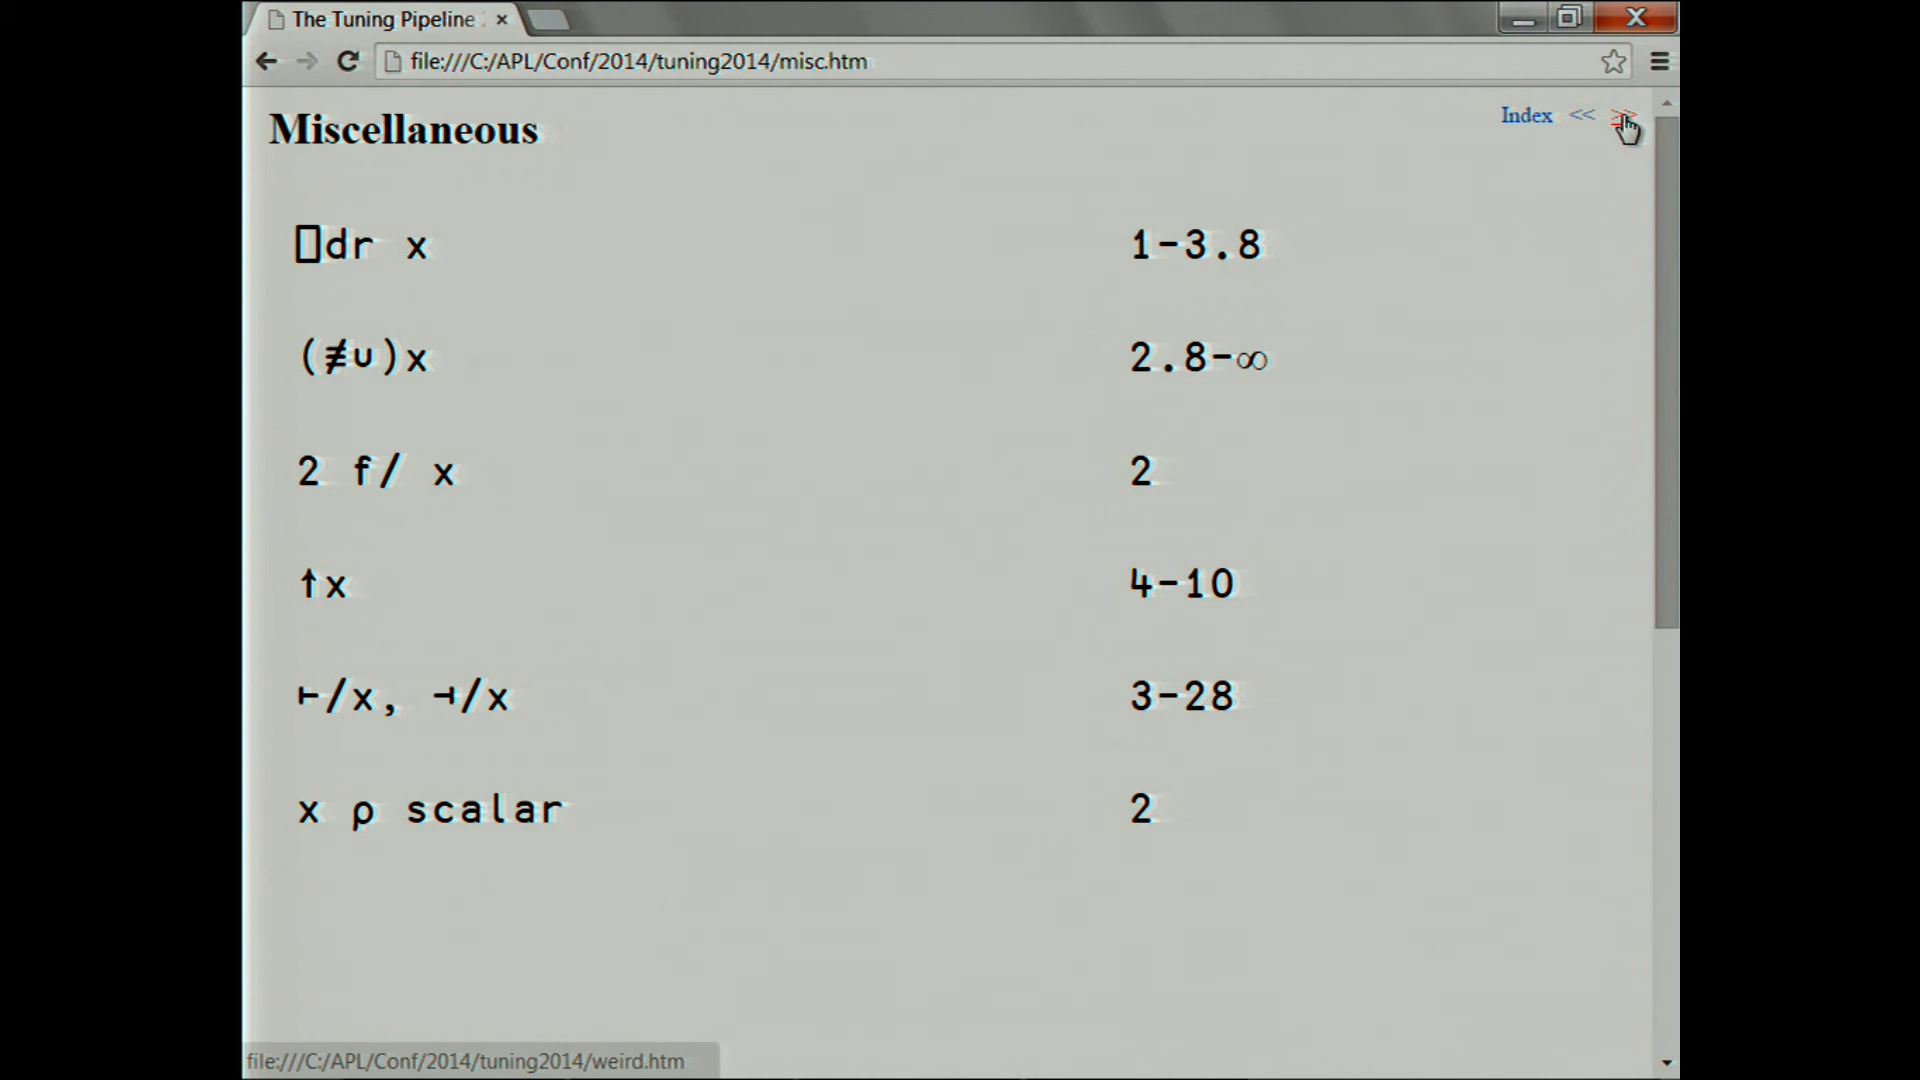 The Tuning Pipeline
file:///C:/APL/Conf/2014/tuning2014/misc.htm
Index << >>
Miscellaneous
⎕dr x 1-3.8
(≢∪)x 2.8-∞
2 f/ x 2
↑x 4-10
⊢/x, ⊣/x 3-28
x ⍴ scalar 2
file:///C:/APL/Conf/2014/tuning2014/weird.htm